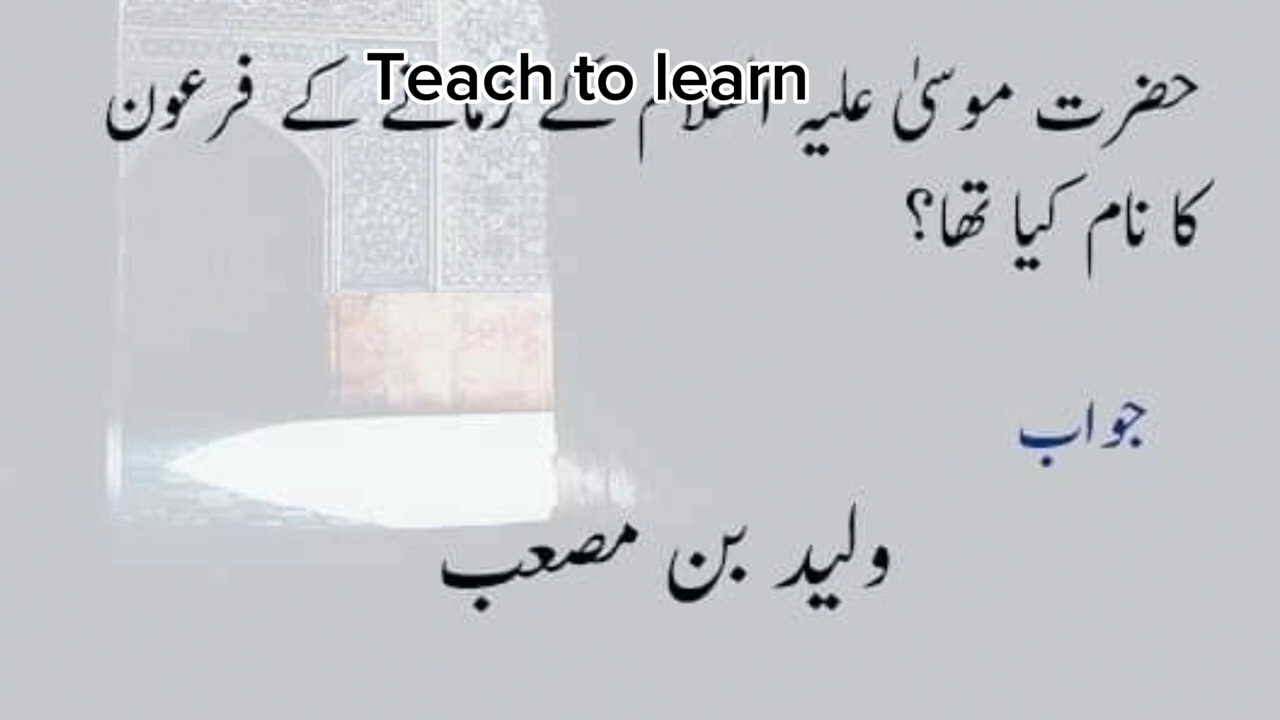 Teach to learn
حضرت موسیٰ علیہ السلام کے زمانے کے فرعون
کا نام کیا تھا؟
جواب
ولید بن مصعب